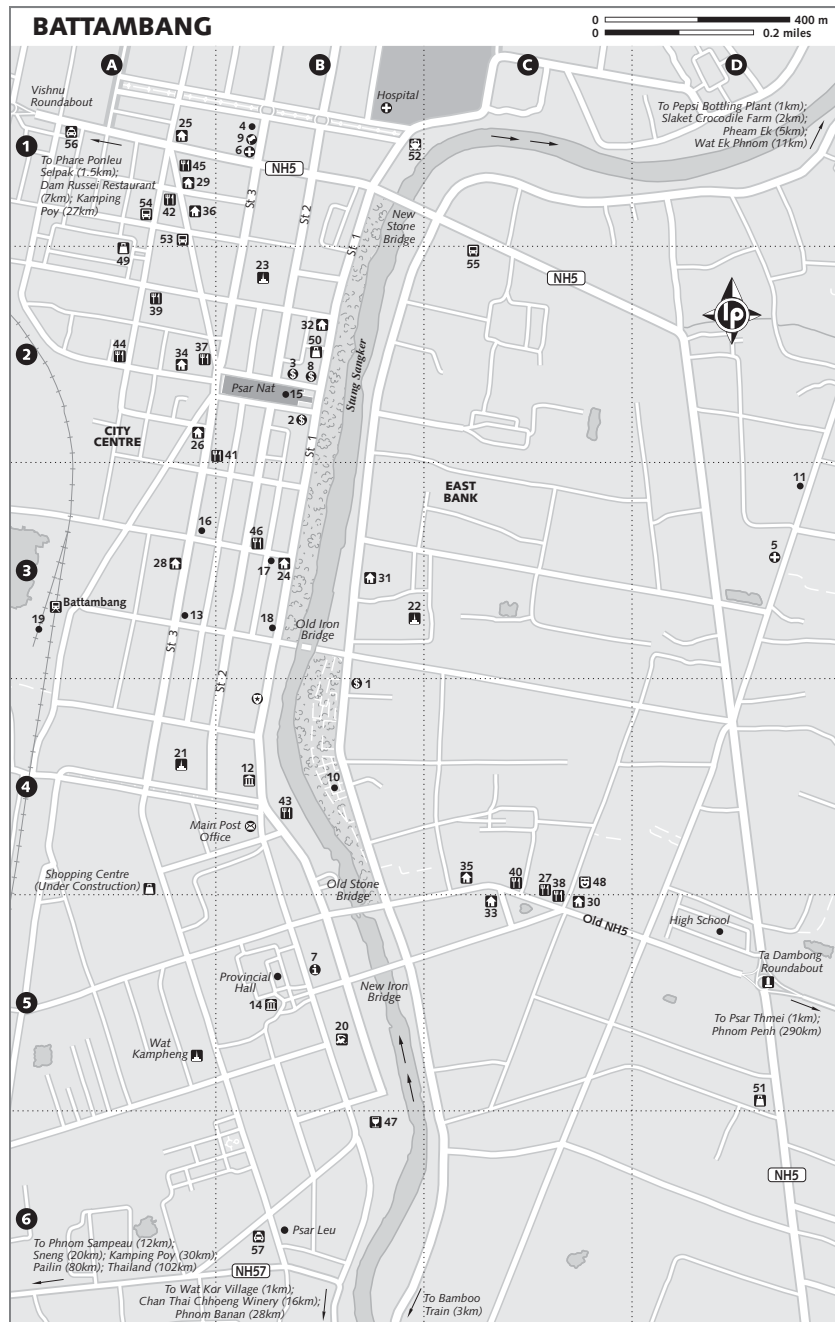 BATTAMBANG
0 400 m
0 0.2 miles
A
B
C
D
1
2
3
4
5
6
Vishnu
Roundabout
56
To Phare Ponleu
Selpak (1.5km);
Dam Russei Restaurant
(7km); Kamping
Poy (27km)
25
4
9
6
Hospital
52
To Pepsi Bottling Plant (1km);
Slaket Crocodile Farm (2km);
Pheam Ek (5km);
Wat Ek Phnom (11km)
45
29
NH5
42
36
54
53
49
St 3
St 2
St 1
New
Stone
Bridge
55
NH5
lp
23
39
32
50
44
37
34
3
8
Psar Nat
15
2
Stung Sangker
CITY
CENTRE
26
41
St 1
EAST
BANK
11
5
16
46
28
17
24
31
22
Battambang
19
13
18
Old Iron
Bridge
St 3
St 2
1
21
12
10
43
Main Post
Office
Shopping Centre
(Under Construction)
Old Stone
Bridge
35
40
27
38
48
33
30
Old NH5
High School
Ta Dambong
Roundabout
7
Provincial
Hall
14
New Iron
Bridge
To Psar Thmei (1km);
Phnom Penh (290km)
20
Wat
Kampheng
51
47
NH5
Psar Leu
57
To Phnom Sampeau (12km);
Sneng (20km); Kamping Poy (30km);
Pailin (80km); Thailand (102km)
NH57
To Wat Kor Village (1km);
Chan Thai Chhoeng Winery (16km);
Phnom Banan (28km)
To Bamboo
Train (3km)